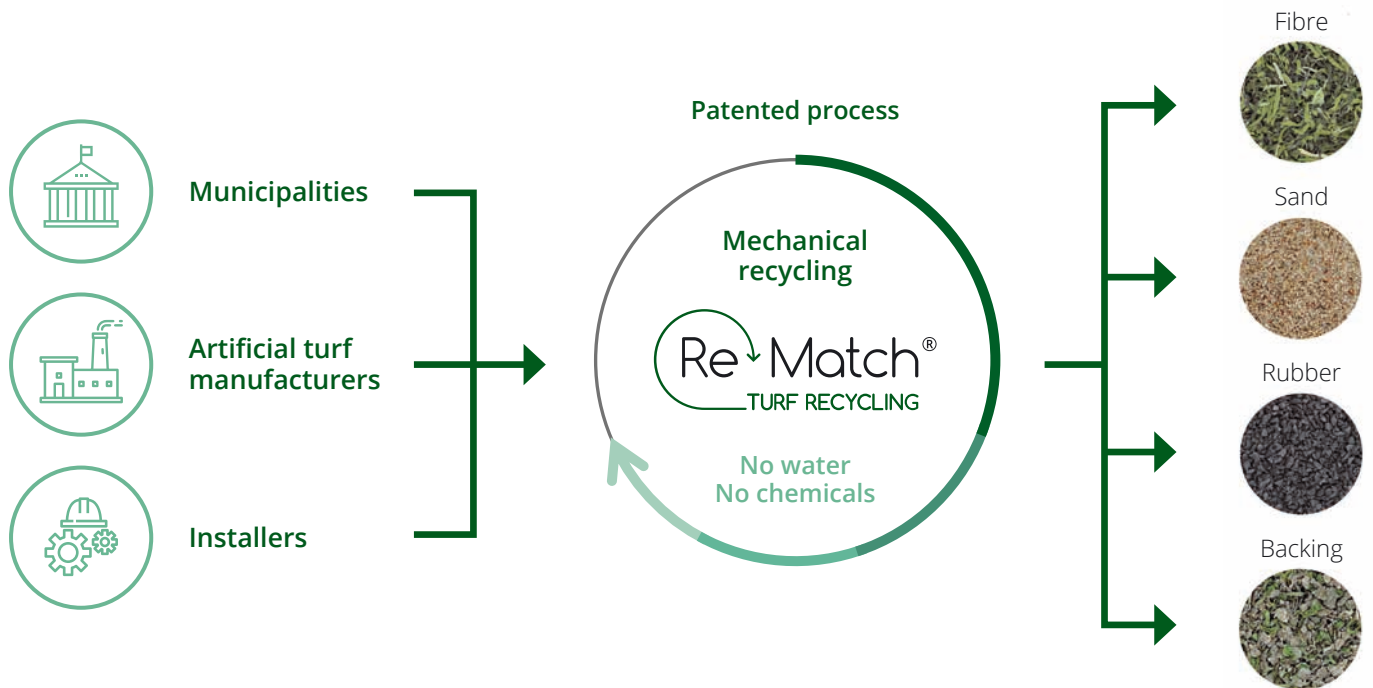 Municipalities
Artificial turf
manufacturers
Installers
Patented process
Mechanical
recycling
Re Match®
TURF RECYCLING
No water
No chemicals
Fibre
Sand
Rubber
Backing